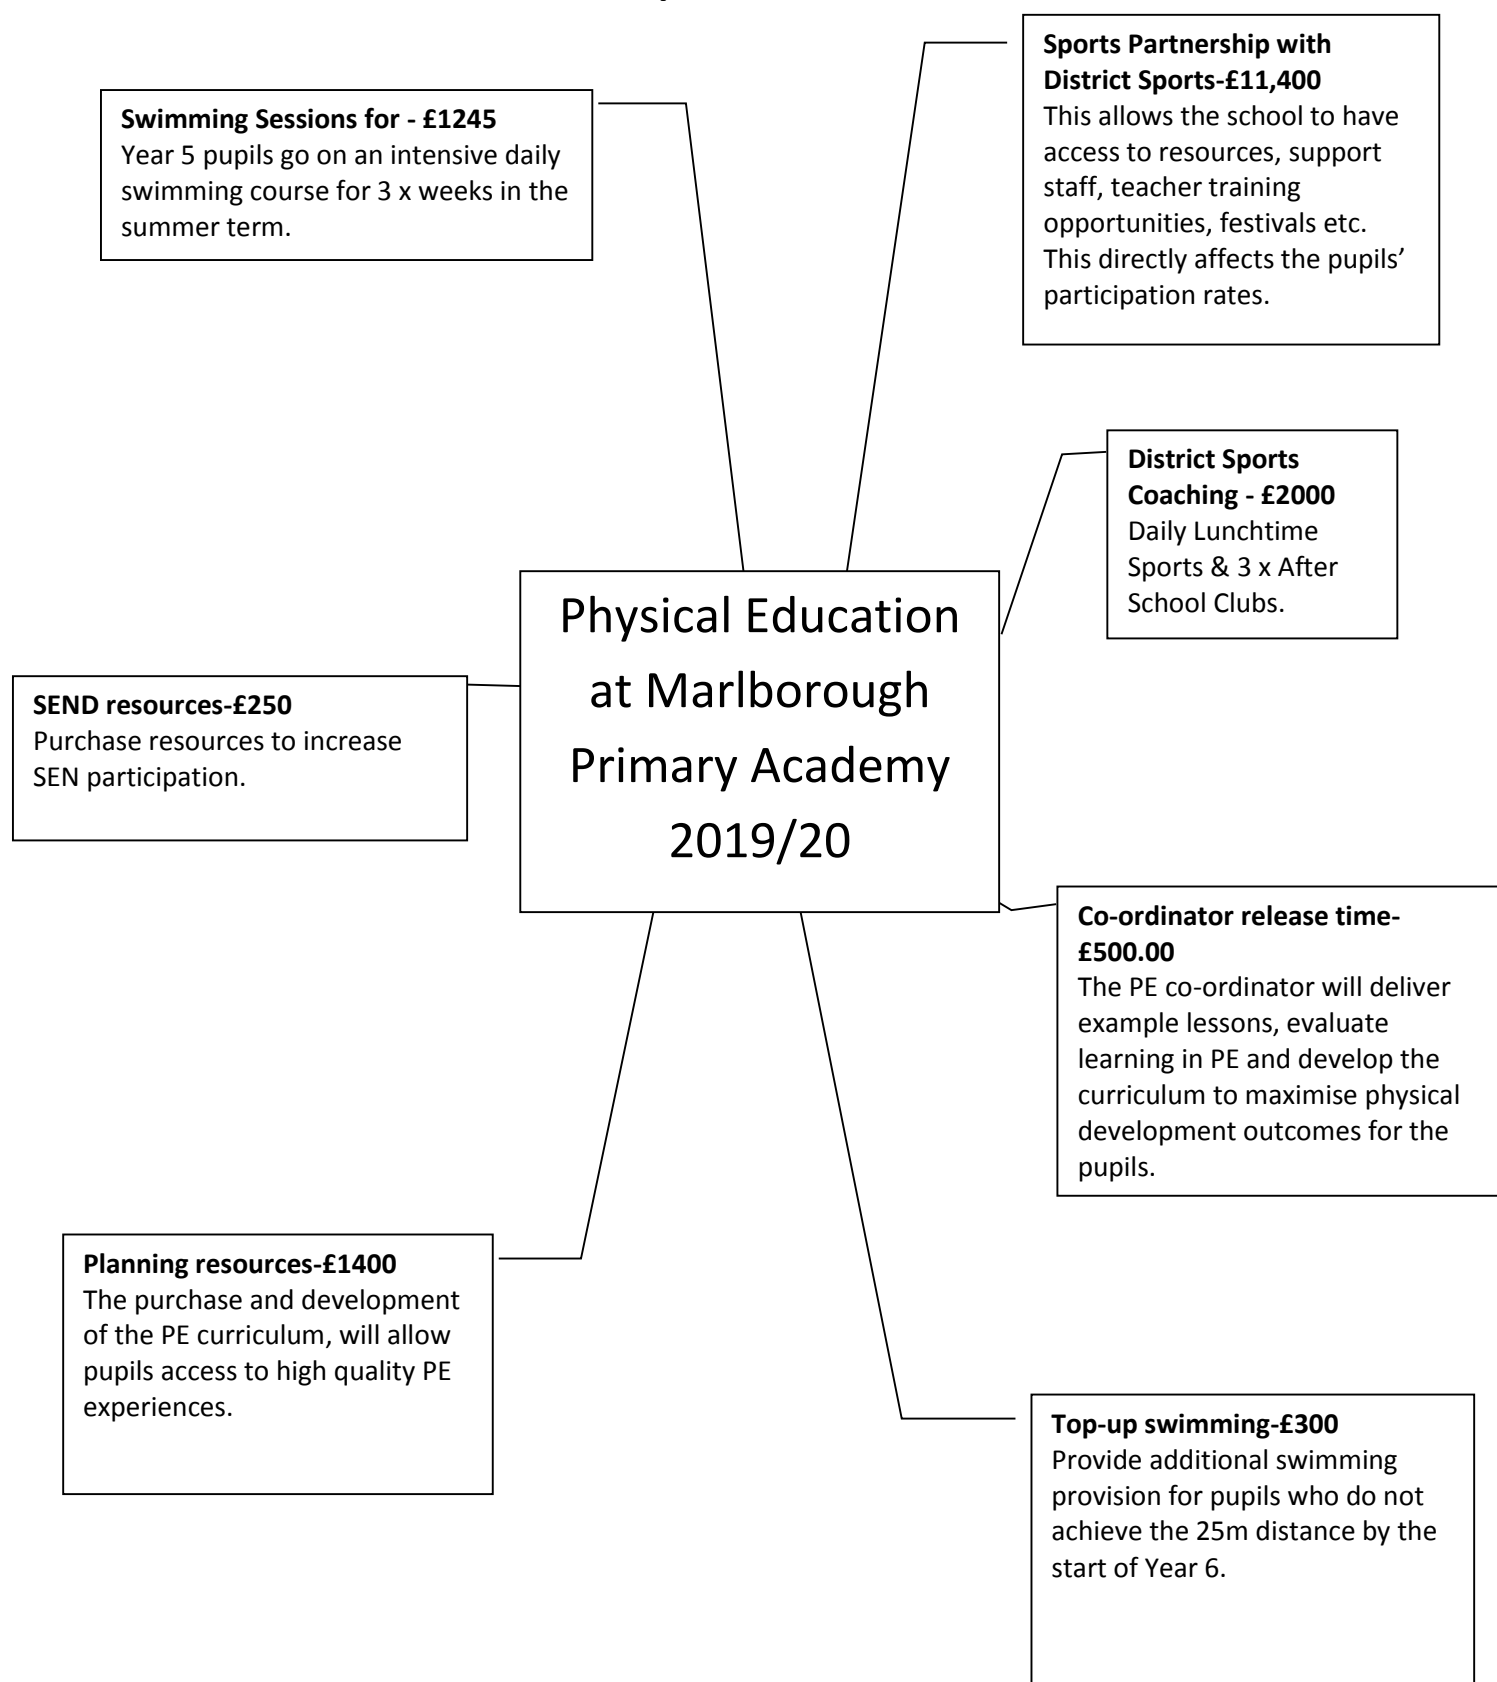 Sports Partnership with
District Sports-£11,400
This allows the school to have
access to resources, support
staff, teacher training
opportunities, festivals etc.
This directly affects the pupils’
participation rates.
Swimming Sessions for - £1245
Year 5 pupils go on an intensive daily
swimming course for 3 x weeks in the
summer term.
District Sports
Coaching - £2000
Daily Lunchtime
Sports & 3 x After
School Clubs.
Physical Education
at Marlborough
Primary Academy
2019/20
SEND resources-£250
Purchase resources to increase
SEN participation.
Co-ordinator release time-
£500.00
The PE co-ordinator will deliver
example lessons, evaluate
learning in PE and develop the
curriculum to maximise physical
development outcomes for the
pupils.
Planning resources-£1400
The purchase and development
of the PE curriculum, will allow
pupils access to high quality PE
experiences.
Top-up swimming-£300
Provide additional swimming
provision for pupils who do not
achieve the 25m distance by the
start of Year 6.